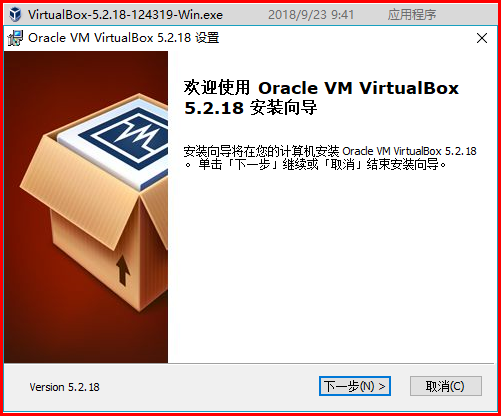 VirtualBox-5.2.18-124319-Win.exe 2018/9/23 9:41 应用程序
Oracle VM VirtualBox 5.2.18 设置
欢迎使用 Oracle VM VirtualBox
5.2.18 安装向导
安装向导将在您的计算机安装 Oracle VM VirtualBox 5.2.18
。 单击「下一步」继续或「取消」结束安装向导。
Version 5.2.18 下一步(N) > 取消(C)